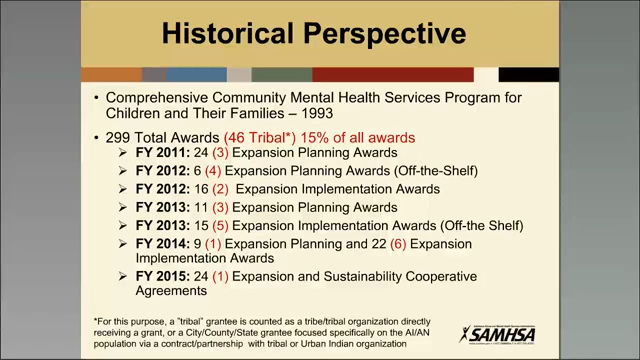 Historical Perspective
• Comprehensive Community Mental Health Services Program for
Children and Their Families – 1993
• 299 Total Awards (46 Tribal*) 15% of all awards
➢ FY 2011: 24 (3) Expansion Planning Awards
➢ FY 2012: 6 (4) Expansion Planning Awards (Off-the-Shelf)
➢ FY 2012: 16 (2) Expansion Implementation Awards
➢ FY 2013: 11 (3) Expansion Planning Awards
➢ FY 2013: 15 (5) Expansion Implementation Awards (Off-the Shelf)
➢ FY 2014: 9 (1) Expansion Planning and 22 (6) Expansion
Implementation Awards
➢ FY 2015: 24 (1) Expansion and Sustainability Cooperative
Agreements
*For this purpose, a "tribal" grantee is counted as a tribe/tribal organization directly
receiving a grant, or a City/County/State grantee focused specifically on the AI/AN
population via a contract/partnership with tribal or Urban Indian organization
SAMHSA